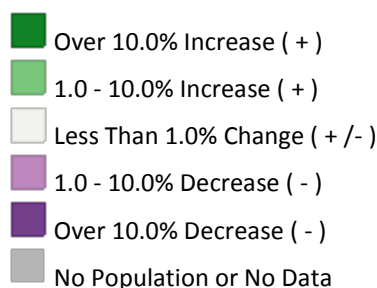 Over 10.0% Increase ( + )
1.0 - 10.0% Increase ( + )
Less Than 1.0% Change ( + /- )
1.0 - 10.0% Decrease ( - )
Over 10.0% Decrease ( - )
No Population or No Data